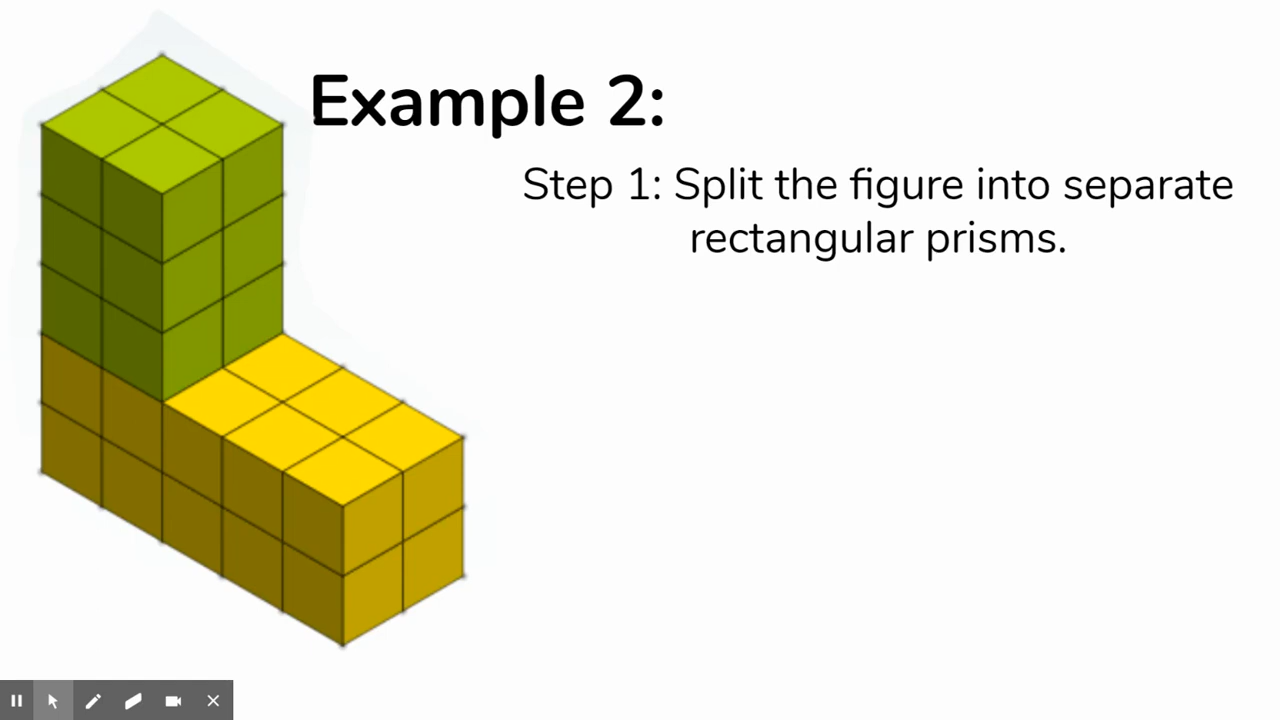 Example 2:
Step 1: Split the figure into separate
rectangular prisms.